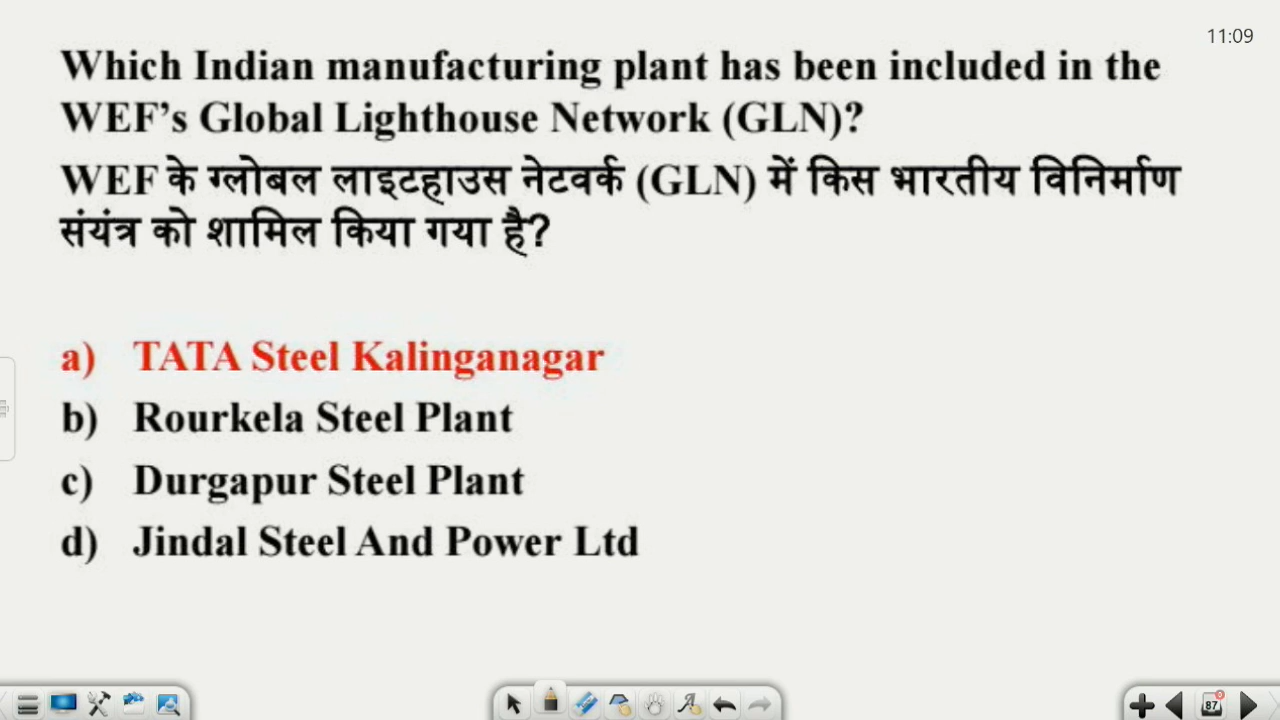 11:09
Which Indian manufacturing plant has been included in the
WEF's Global Lighthouse Network (GLN)?
WEF के ग्लोबल लाइटहाउस नेटवर्क (GLN) में किस भारतीय विनिर्माण
संयंत्र को शामिल किया गया है?
a) TATA Steel Kalinganagar
b) Rourkela Steel Plant
c) Durgapur Steel Plant
d) Jindal Steel And Power Ltd
87